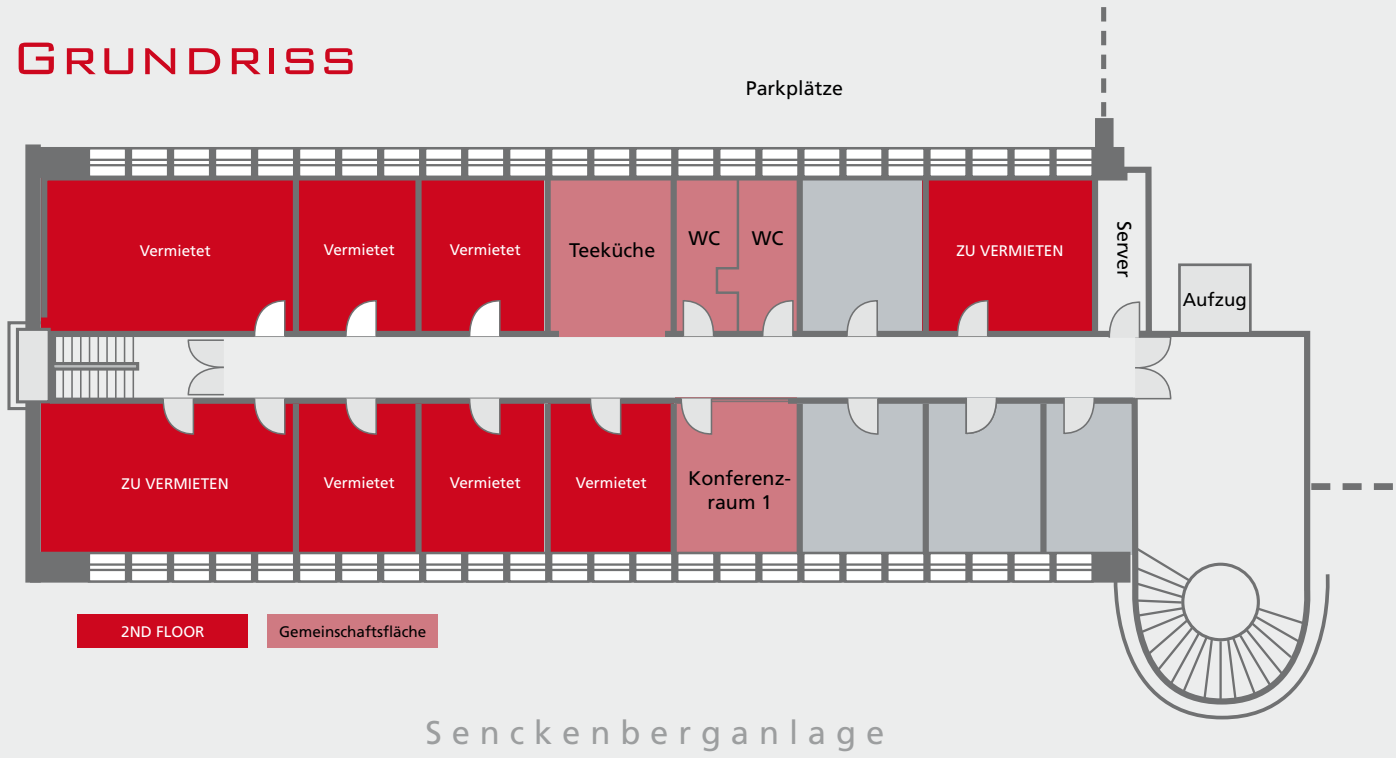 GRUNDRISS
Parkplätze
Vermietet
Vermietet
Vermietet
Teeküche
WC
WC
ZU VERMIETEN
Server
Aufzug
ZU VERMIETEN
Vermietet
Vermietet
Vermietet
Konferenz-
raum 1
2ND FLOOR
Gemeinschaftsfläche
Senckenberganlage